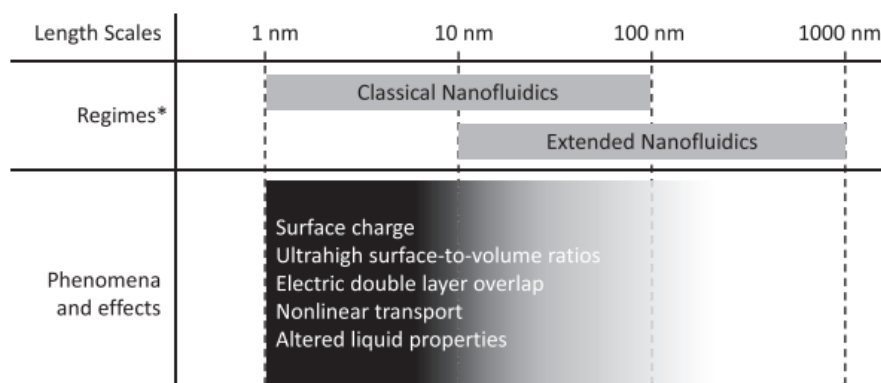 Length Scales 1 nm 10 nm 100 nm 1000 nm
Classical Nanofluidics
Regimes*
Extended Nanofluidics
Surface charge
Ultrahigh surface-to-volume ratios
Phenomena
and effects
Electric double layer overlap
Nonlinear transport
Altered liquid properties